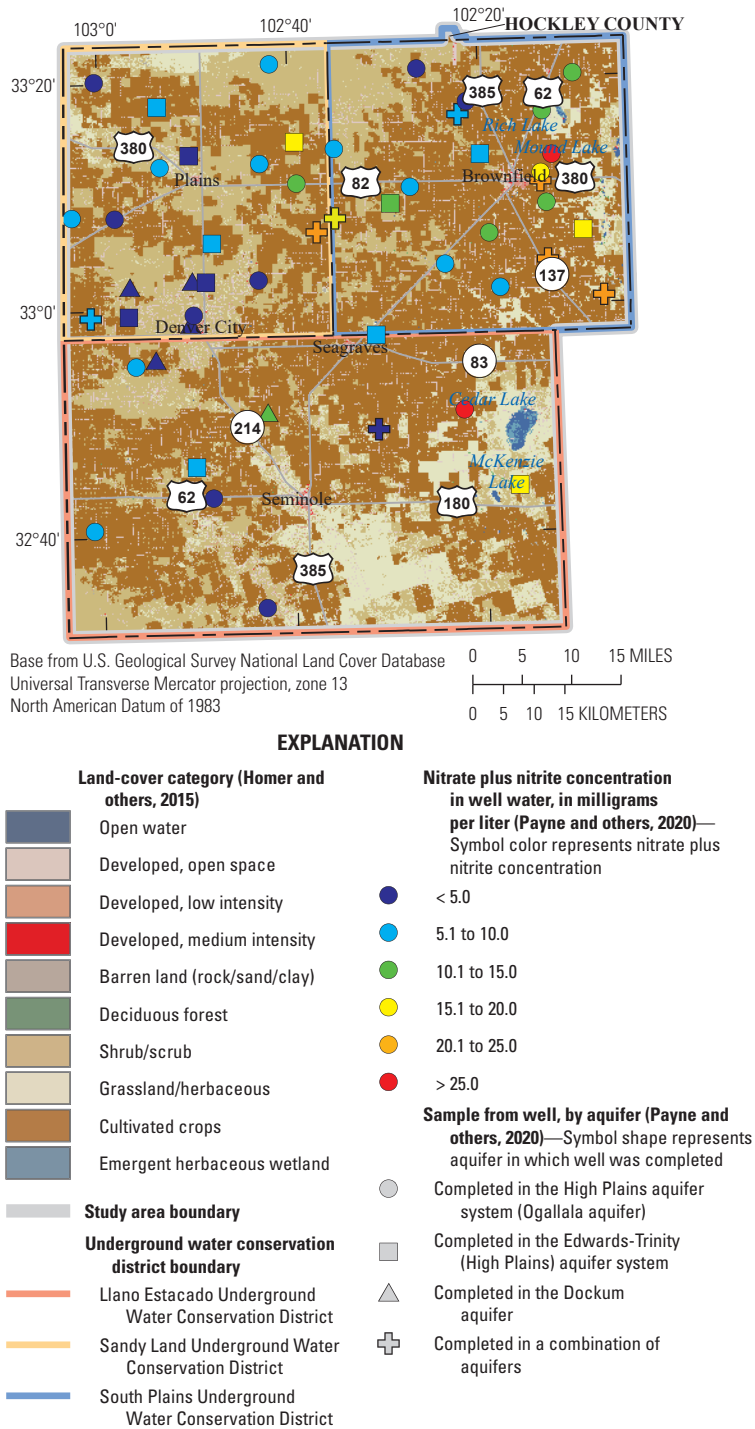 103°0'
102°40'
102°20'
HOCKLEY COUNTY
33°20'
385
62
Rich Lake
Mound Lake
380
Plains
82
Brownfield
380
137
33°0'
Denver City
Seagraves
83
Cedar Lake
214
McKenzie
Lake
62
Seminole
180
32°40'
385
Base from U.S. Geological Survey National Land Cover Database
Universal Transverse Mercator projection, zone 13
North American Datum of 1983
0 5 10 15 MILES
0 5 10 15 KILOMETERS
EXPLANATION
Land-cover category (Homer and
others, 2015)
Open water
Developed, open space
Developed, low intensity
Developed, medium intensity
Barren land (rock/sand/clay)
Deciduous forest
Shrub/scrub
Grassland/herbaceous
Cultivated crops
Emergent herbaceous wetland
Study area boundary
Underground water conservation
district boundary
Llano Estacado Underground
Water Conservation District
Sandy Land Underground Water
Conservation District
South Plains Underground
Water Conservation District
Nitrate plus nitrite concentration
in well water, in milligrams
per liter (Payne and others, 2020)—
Symbol color represents nitrate plus
nitrite concentration
< 5.0
5.1 to 10.0
10.1 to 15.0
15.1 to 20.0
20.1 to 25.0
> 25.0
Sample from well, by aquifer (Payne and
others, 2020)—Symbol shape represents
aquifer in which well was completed
Completed in the High Plains aquifer
system (Ogallala aquifer)
Completed in the Edwards-Trinity
(High Plains) aquifer system
Completed in the Dockum
aquifer
Completed in a combination of
aquifers